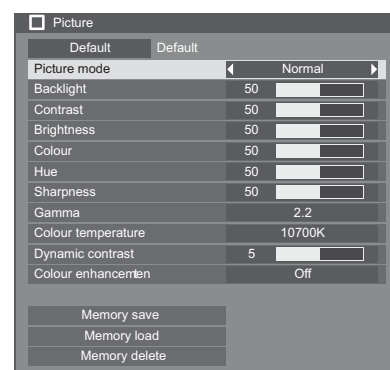 Picture
Default Default
Picture mode Normal
Backlight 50
Contrast 50
Brightness 50
Colour 50
Hue 50
Sharpness 50
Gamma 2.2
Colour temperature 10700K
Dynamic contrast 5
Colour enhancemen Off
Memory save
Memory load
Memory delete